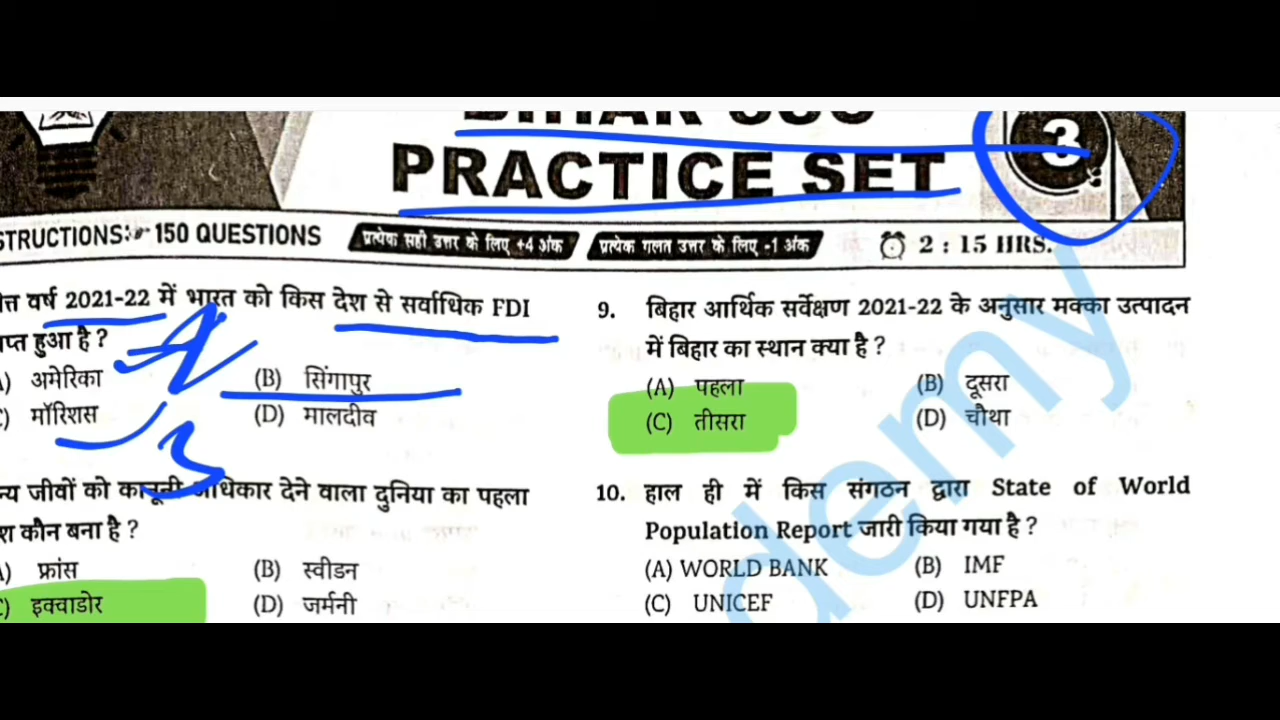 BIHAR SSC
PRACTICE SET
3
STRUCTIONS:☞ 150 QUESTIONS
प्रत्येक सही उत्तर के लिए +4 अंक
प्रत्येक गलत उत्तर के लिए -1 अंक
2 : 15 HRS.
त्त वर्ष 2021-22 में भारत को किस देश से सर्वाधिक FDI
प्त हुआ है ?
) अमेरिका (B) सिंगापुर
) मॉरिशस (D) मालदीव
न्य जीवों को कानूनी अधिकार देने वाला दुनिया का पहला
श कौन बना है ?
) फ्रांस (B) स्वीडन
) इक्वाडोर (D) जर्मनी
9. बिहार आर्थिक सर्वेक्षण 2021-22 के अनुसार मक्का उत्पादन
में बिहार का स्थान क्या है ?
(A) पहला (B) दूसरा
(C) तीसरा (D) चौथा
10. हाल ही में किस संगठन द्वारा State of World
Population Report जारी किया गया है ?
(A) WORLD BANK (B) IMF
(C) UNICEF (D) UNFPA
demy